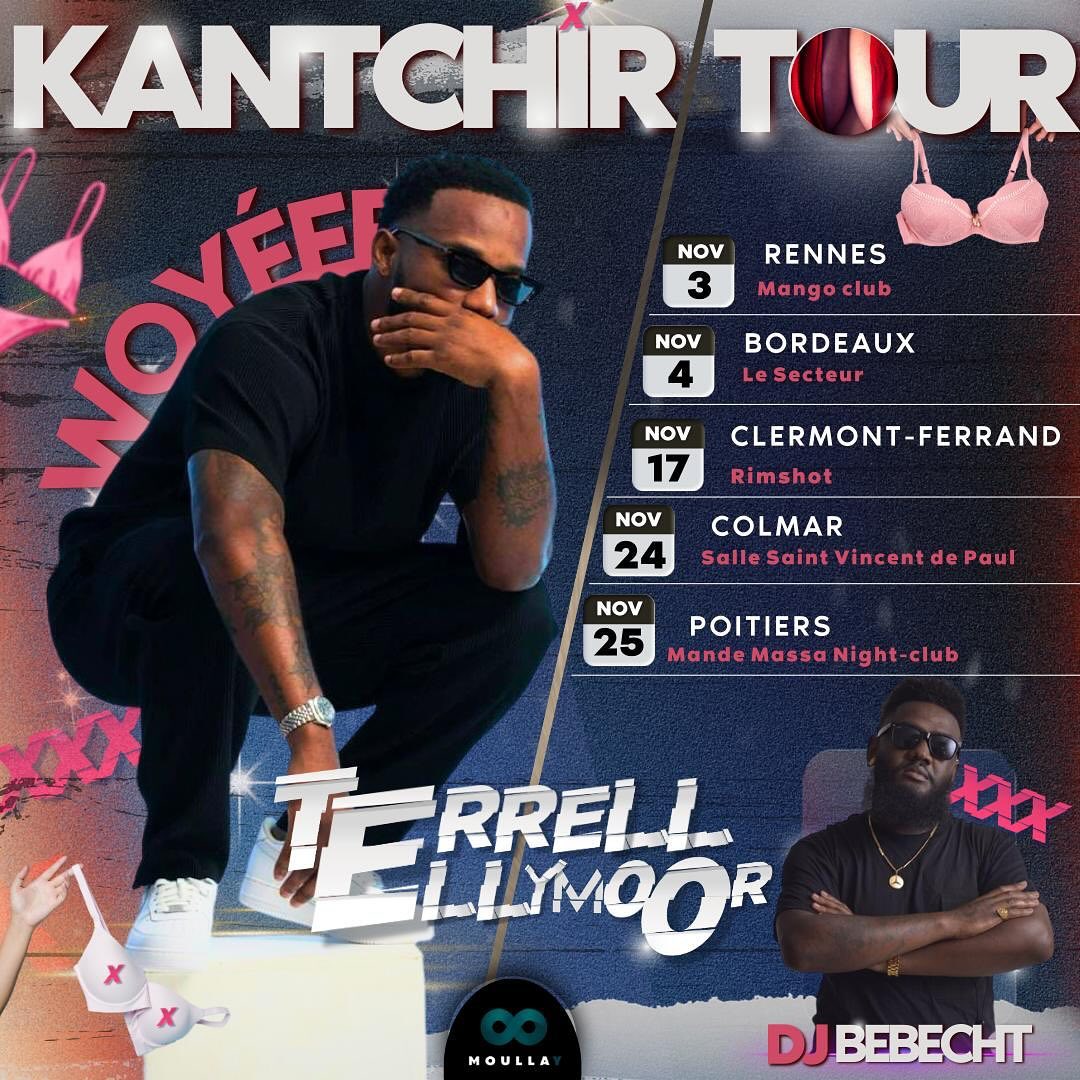 KANTCHIR TOUR
WOYÉEE
NOV
3
RENNES
Mango club
NOV
4
BORDEAUX
Le Secteur
NOV
17
CLERMONT-FERRAND
Rimshot
NOV
24
COLMAR
Salle Saint Vincent de Paul
NOV
25
POITIERS
Mande Massa Night-club
XXX
XXX
TERRELL
ELLYMOOR
X
X
X
MOULLAY
DJ BEBECHT